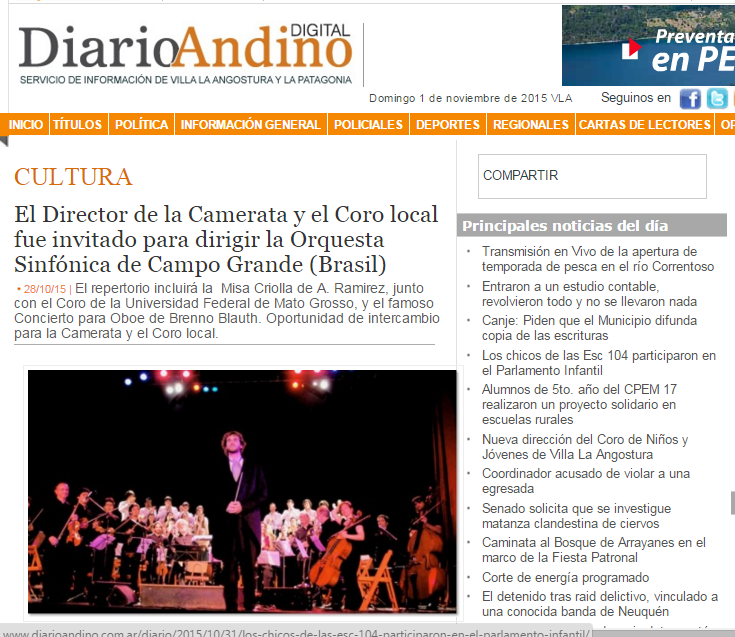 DiarioAndino
DIGITAL
SERVICIO DE INFORMACIÓN DE VILLA LA ANGOSTURA Y LA PATAGONIA
Preventa
en PE
Domingo 1 de noviembre de 2015 VLA
Seguinos en
INICIO TÍTULOS POLÍTICA INFORMACIÓN GENERAL POLICIALES DEPORTES REGIONALES CARTAS DE LECTORES OP
CULTURA
El Director de la Camerata y el Coro local
fue invitado para dirigir la Orquesta
Sinfónica de Campo Grande (Brasil)
• 28/10/15 | El repertorio incluirá la Misa Criolla de A. Ramirez, junto
con el Coro de la Universidad Federal de Mato Grosso, y el famoso
Concierto para Oboe de Brenno Blauth. Oportunidad de intercambio
para la Camerata y el Coro local.
COMPARTIR
Principales noticias del día
• Transmisión en Vivo de la apertura de
temporada de pesca en el río Correntoso
• Entraron a un estudio contable,
revolvieron todo y no se llevaron nada
• Canje: Piden que el Municipio difunda
copia de las escrituras
• Los chicos de las Esc 104 participaron en
el Parlamento Infantil
• Alumnos de 5to. año del CPEM 17
realizaron un proyecto solidario en
escuelas rurales
• Nueva dirección del Coro de Niños y
Jóvenes de Villa La Angostura
• Coordinador acusado de violar a una
egresada
• Senado solicita que se investigue
matanza clandestina de ciervos
• Caminata al Bosque de Arrayanes en el
marco de la Fiesta Patronal
• Corte de energía programado
• El detenido tras raid delictivo, vinculado a
una conocida banda de Neuquén
www.diarioandino.com.ar/diario/2015/10/31/los-chicos-de-las-esc-104-participaron-en-el-parlamento-infantil/